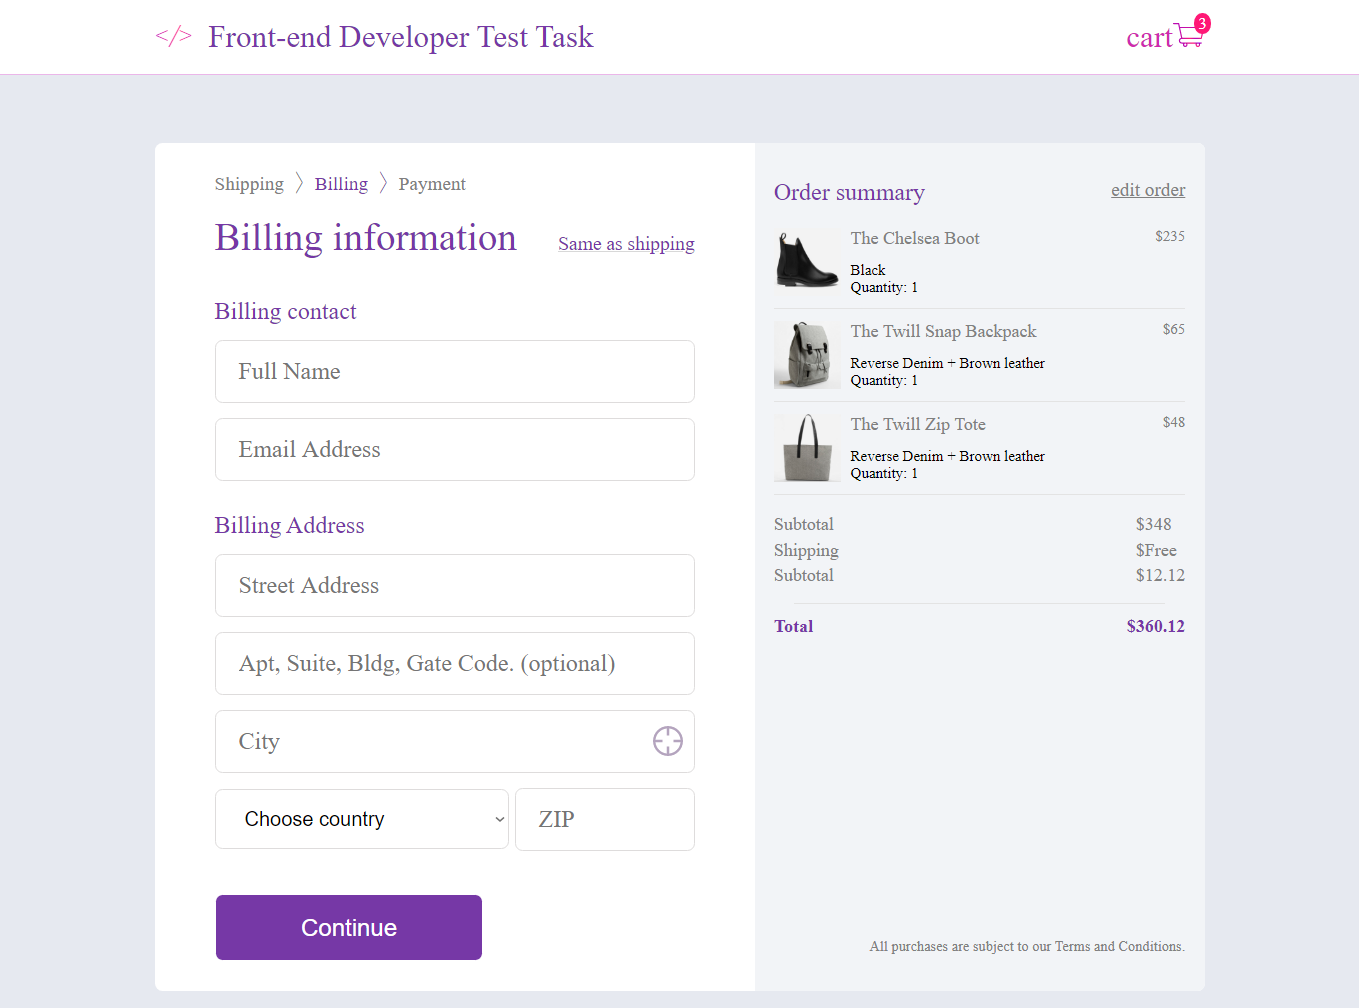 </> Front-end Developer Test Task
cart 3
Shipping Billing Payment
Billing information
Same as shipping
Billing contact
Full Name
Email Address
Billing Address
Street Address
Apt, Suite, Bldg, Gate Code. (optional)
City
Choose country
ZIP
Continue
Order summary
edit order
The Chelsea Boot
$235
Black
Quantity: 1
The Twill Snap Backpack
$65
Reverse Denim + Brown leather
Quantity: 1
The Twill Zip Tote
$48
Reverse Denim + Brown leather
Quantity: 1
Subtotal $348
Shipping $Free
Subtotal $12.12
Total $360.12
All purchases are subject to our Terms and Conditions.